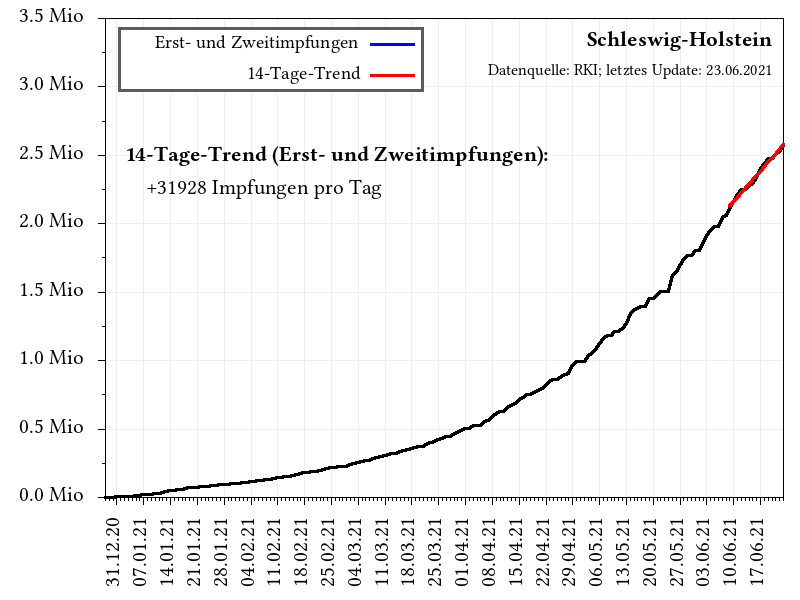 3.5 Mio
3.0 Mio
2.5 Mio
2.0 Mio
1.5 Mio
1.0 Mio
0.5 Mio
0.0 Mio
Erst- und Zweitimpfungen
14-Tage-Trend
Schleswig-Holstein
Datenquelle: RKI; letztes Update: 23.06.2021
14-Tage-Trend (Erst- und Zweitimpfungen):
+31928 Impfungen pro Tag
31.12.20
07.01.21
14.01.21
21.01.21
28.01.21
04.02.21
11.02.21
18.02.21
25.02.21
04.03.21
11.03.21
18.03.21
25.03.21
01.04.21
08.04.21
15.04.21
22.04.21
29.04.21
06.05.21
13.05.21
20.05.21
27.05.21
03.06.21
10.06.21
17.06.21